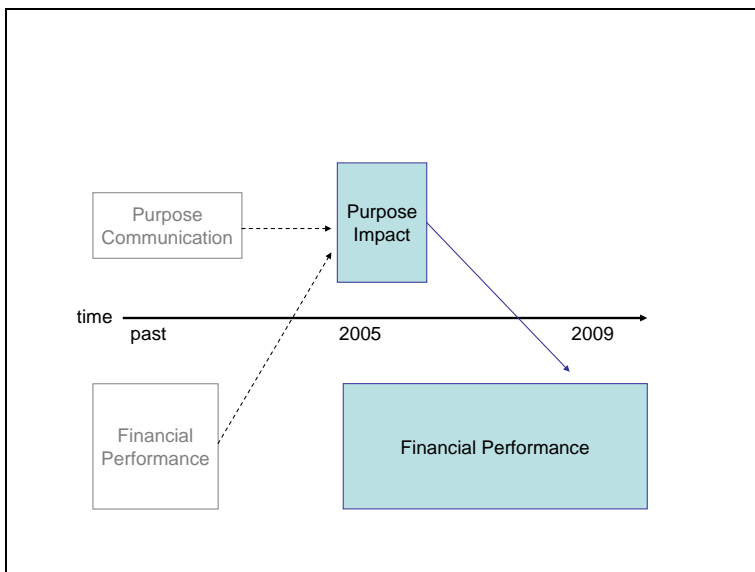 Purpose
Communication
Purpose
Impact
time
past
2005
2009
Financial
Performance
Financial Performance